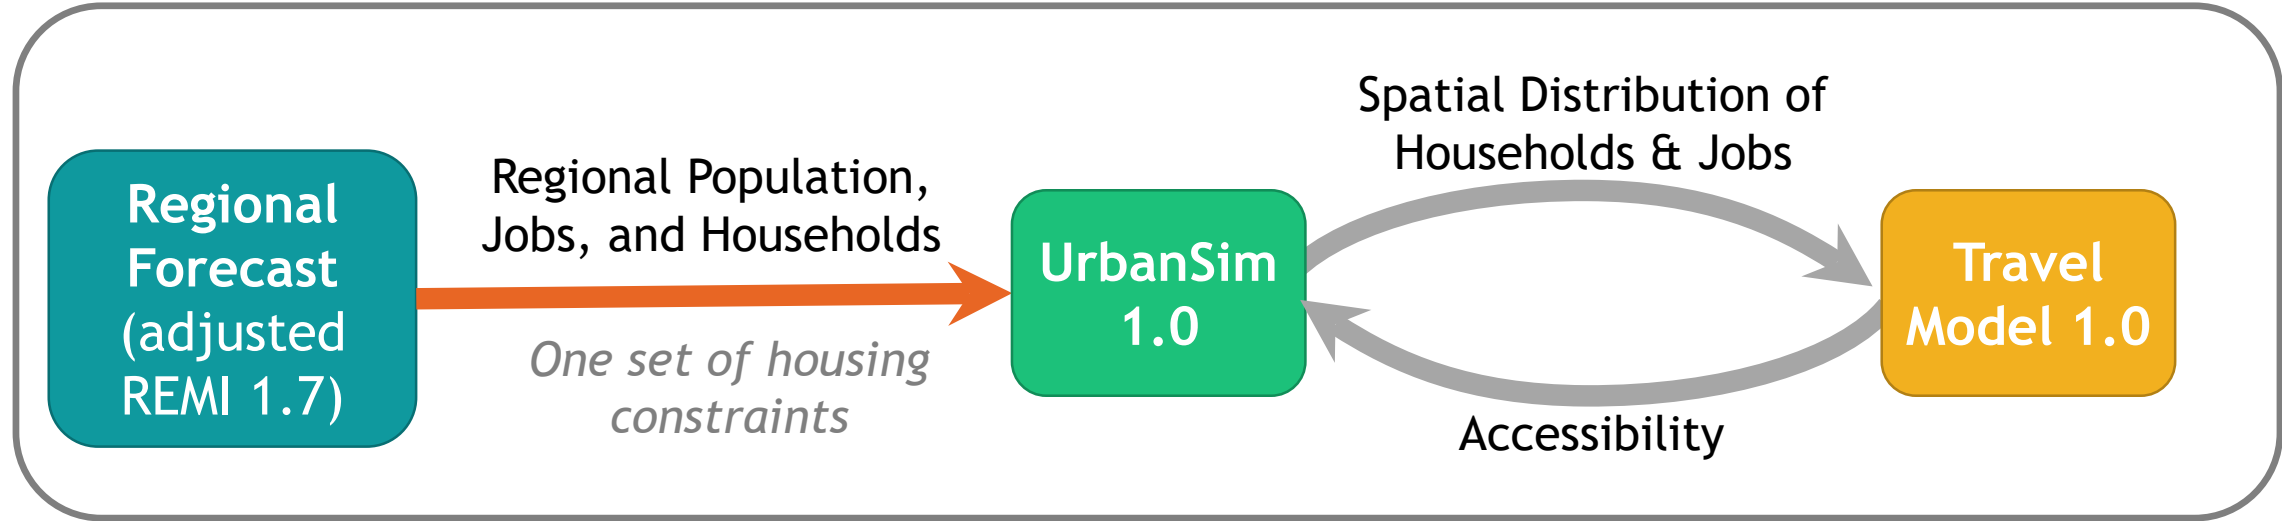 Regional
Forecast
(adjusted
REMI 1.7)
Regional Population,
Jobs, and Households
One set of housing
constraints
UrbanSim
1.0
Spatial Distribution of
Households & Jobs
Accessibility
Travel
Model 1.0